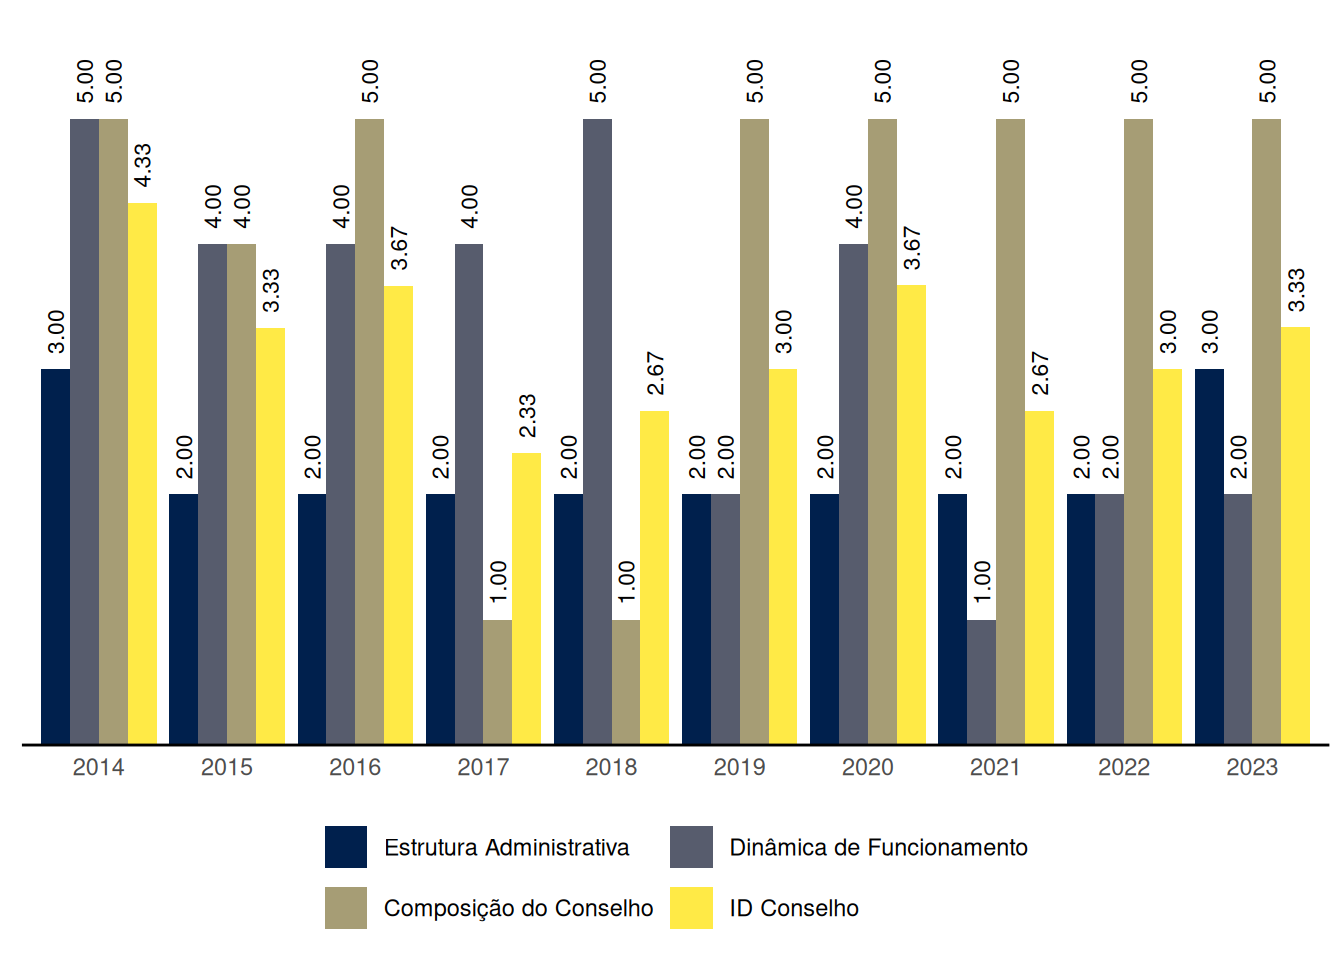 5.00 5.00 5.00 5.00 5.00 5.00 5.00 5.00 5.00
4.33
4.00 4.00 4.00 4.00 4.00
3.67 3.67
3.33 3.33
3.00 3.00 3.00 3.00
2.67 2.67
2.33
2.00 2.00 2.00 2.00 2.00 2.00 2.00 2.00 2.00 2.00 2.00
1.00 1.00 1.00
2014 2015 2016 2017 2018 2019 2020 2021 2022 2023
Estrutura Administrativa Dinâmica de Funcionamento
Composição do Conselho ID Conselho